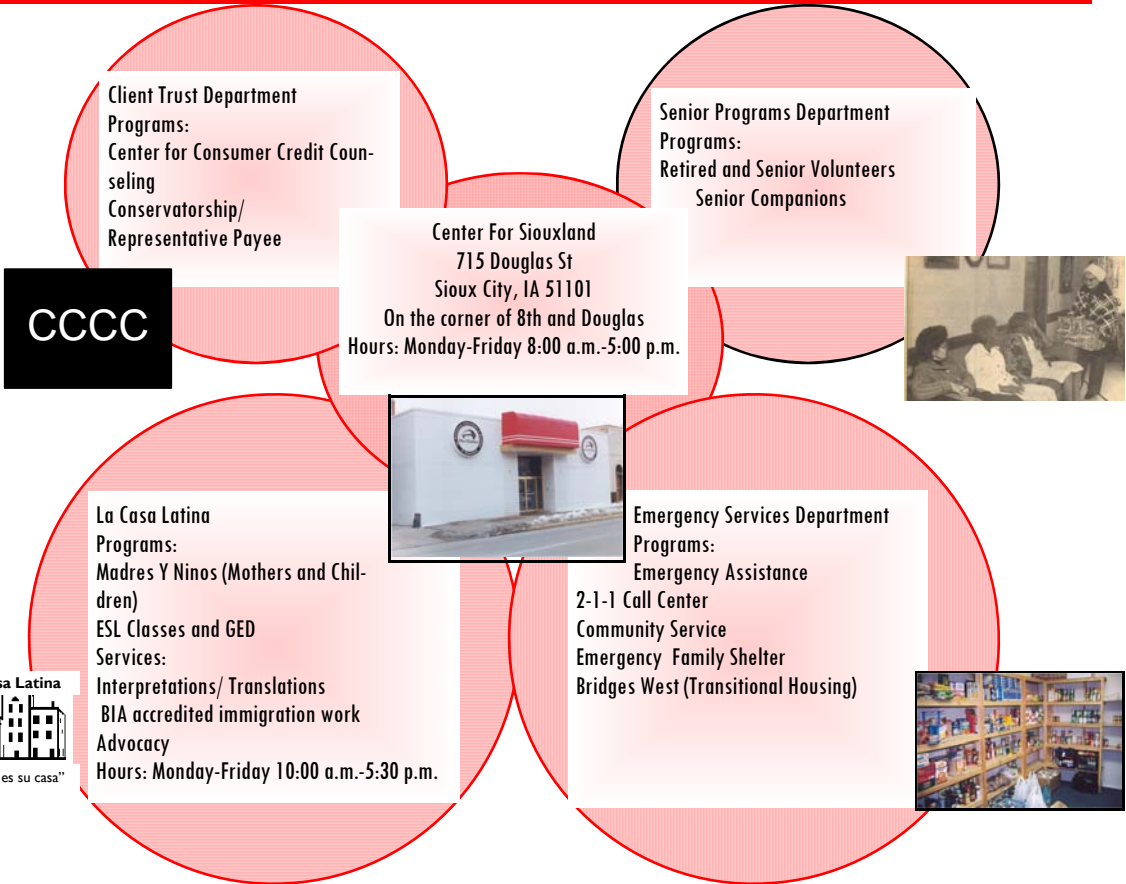 Client Trust Department
Programs:
Center for Consumer Credit Coun-
seling
Conservatorship/
Representative Payee
Senior Programs Department
Programs:
Retired and Senior Volunteers
Senior Companions
Center For Siouxland
715 Douglas St
Sioux City, IA 51101
On the corner of 8th and Douglas
Hours: Monday-Friday 8:00 a.m.-5:00 p.m.
CCCC
La Casa Latina
Programs:
Madres Y Ninos (Mothers and Chil-
dren)
ESL Classes and GED
Services:
Interpretations/ Translations
BIA accredited immigration work
Advocacy
Hours: Monday-Friday 10:00 a.m.-5:30 p.m.
sa Latina
es su casa”
Emergency Services Department
Programs:
Emergency Assistance
2-1-1 Call Center
Community Service
Emergency Family Shelter
Bridges West (Transitional Housing)